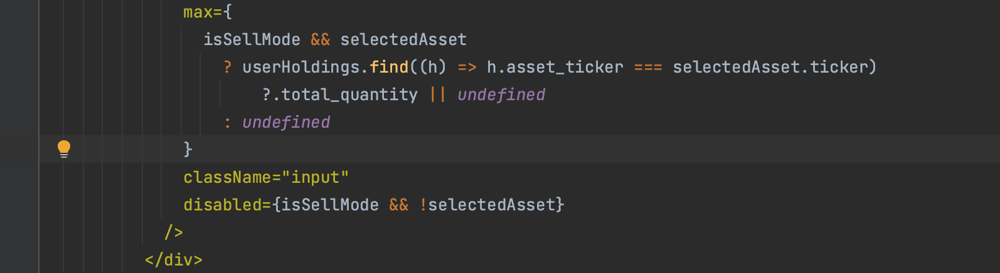 max={
isSellMode && selectedAsset
? userHoldings.find((h) => h.asset_ticker === selectedAsset.ticker)
?.total_quantity || undefined
: undefined
}
className="input"
disabled={isSellMode && !selectedAsset}
/>
</div>